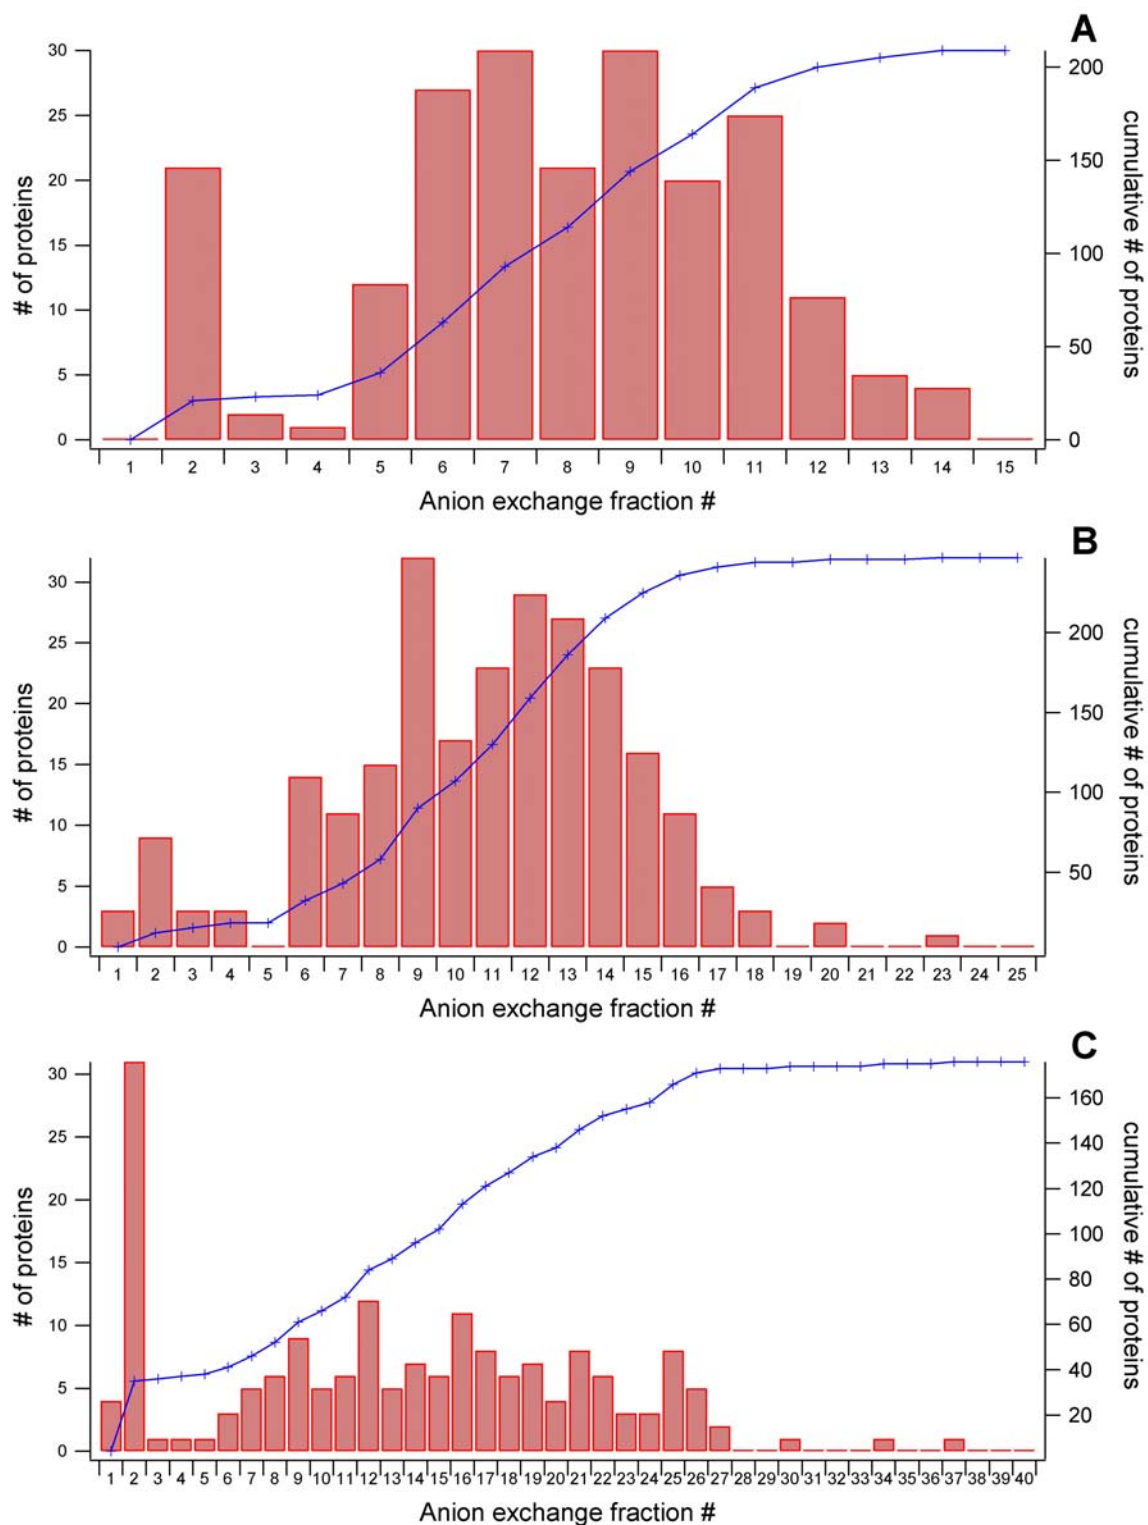 A
30
25
20
15
10
5
0
# of proteins
200
150
100
50
0
cumulative # of proteins
1 2 3 4 5 6 7 8 9 10 11 12 13 14 15
Anion exchange fraction #
B
30
25
20
15
10
5
0
# of proteins
200
150
100
50
cumulative # of proteins
1 2 3 4 5 6 7 8 9 10 11 12 13 14 15 16 17 18 19 20 21 22 23 24 25
Anion exchange fraction #
C
30
25
20
15
10
5
0
# of proteins
160
140
120
100
80
60
40
20
cumulative # of proteins
1 2 3 4 5 6 7 8 9 10 11 12 13 14 15 16 17 18 19 20 21 22 23 24 25 26 27 28 29 30 31 32 33 34 35 36 37 38 39 40
Anion exchange fraction #